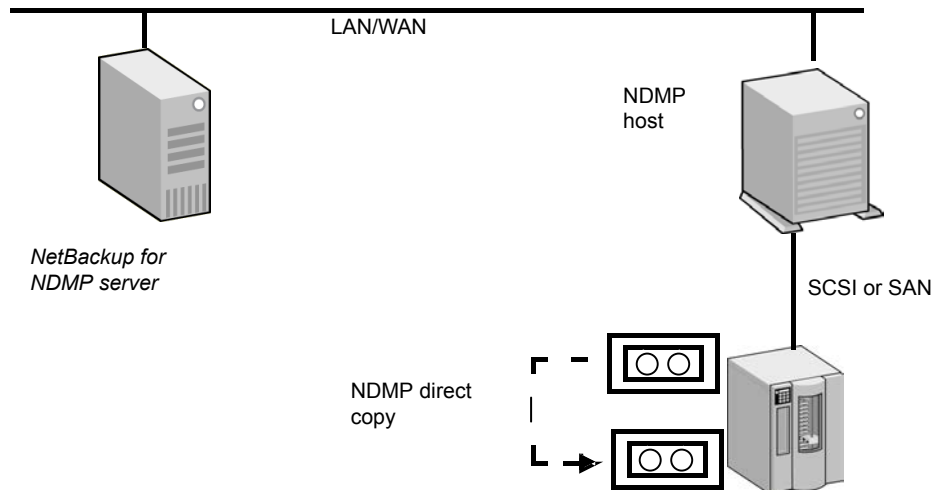 LAN/WAN
NDMP
host
NetBackup for
NDMP server
SCSI or SAN
NDMP direct
copy